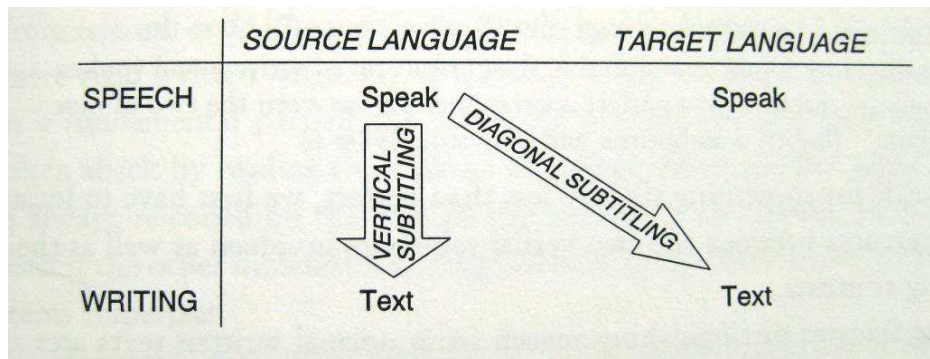 SOURCE LANGUAGE TARGET LANGUAGE
SPEECH Speak Speak
VERTICAL
SUBTITLING
DIAGONAL SUBTITLING
WRITING Text Text